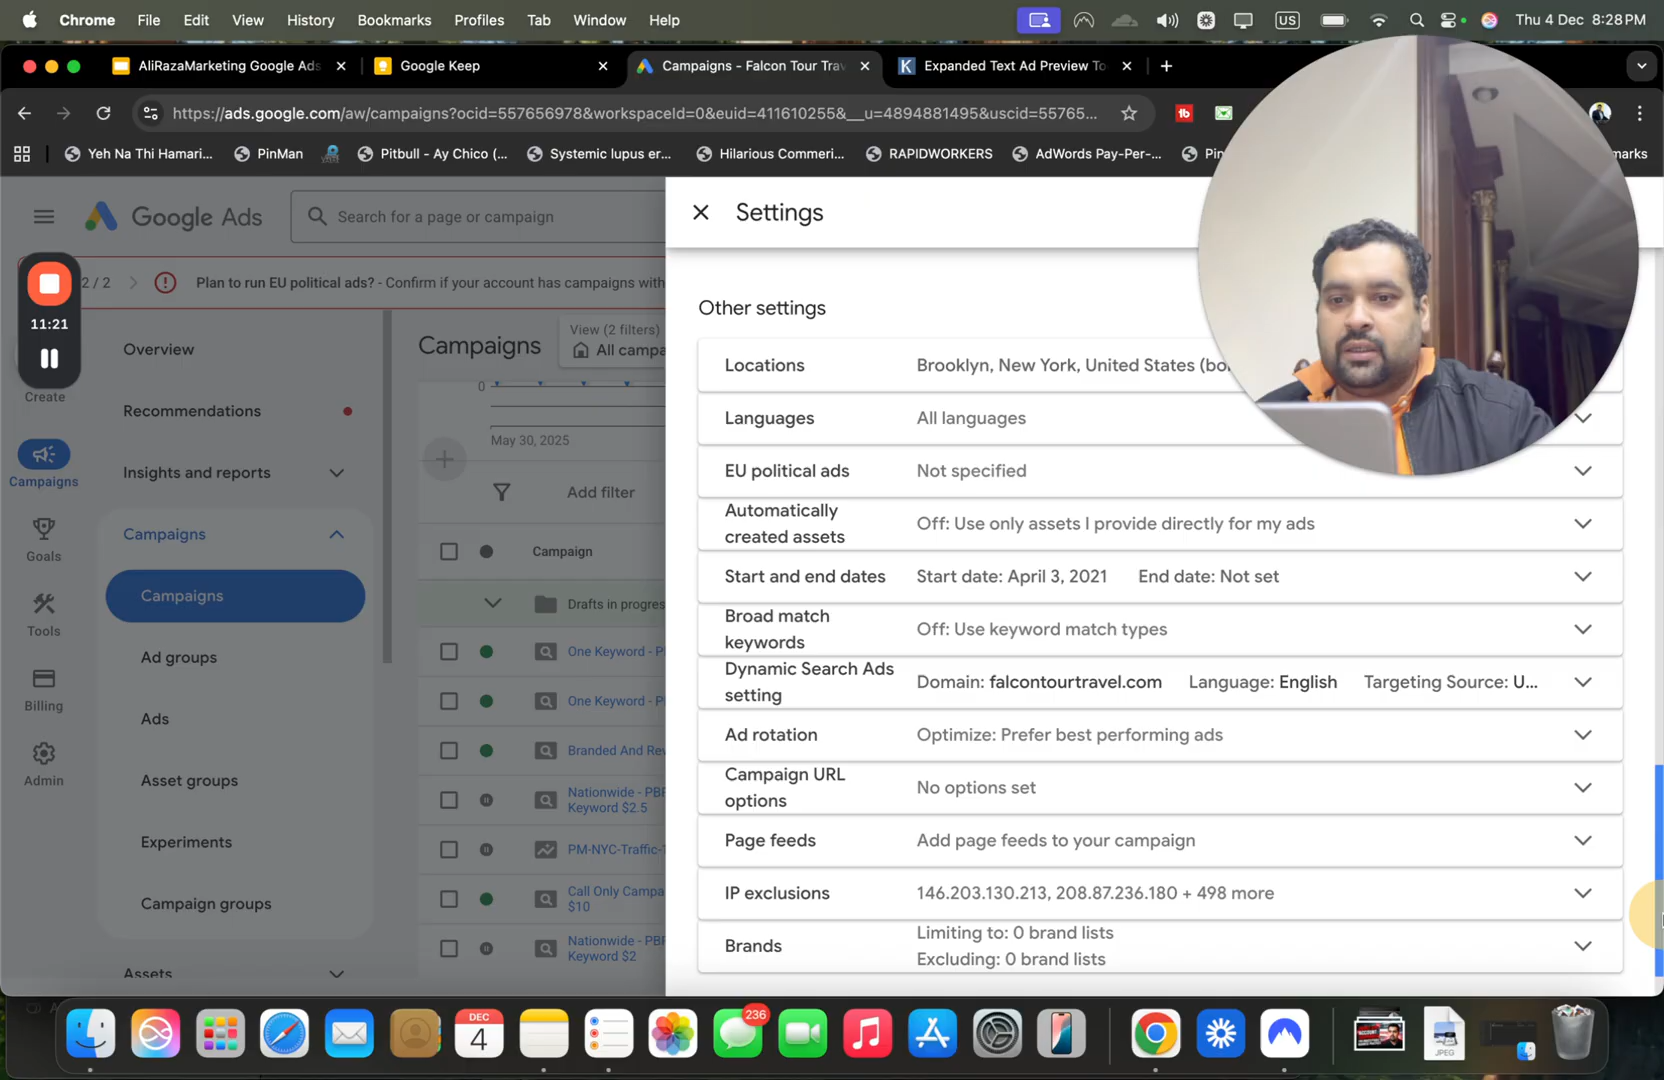 Chrome File Edit View History Bookmarks Profiles Tab Window Help US Thu 4 Dec 8:28 PM
AliRazaMarketing Google Ads Google Keep Campaigns - Falcon Tour Tra Expanded Text Ad Preview To
https://ads.google.com/aw/campaigns?ocid=557656978&workspaceId=0&euid=411610255&__u=4894881495&uscid=55765...
Yeh Na Thi Hamari... PinMan Pitbull - Ay Chico (... Systemic lupus er... Hilarious Commeri... RAPIDWORKERS AdWords Pay-Per-... marks
Google Ads
Search for a page or campaign
Settings
2 / 2
Plan to run EU political ads? - Confirm if your account has campaigns with
11:21
Create
Campaigns
Goals
Tools
Billing
Admin
Overview
Recommendations
Insights and reports
Campaigns
Campaigns
Ad groups
Ads
Asset groups
Experiments
Campaign groups
Assets
Campaigns
View (2 filters)
All campa
0
May 30, 2025
Add filter
Campaign
Drafts in progres
One Keyword - P
One Keyword - P
Branded And Rev
Nationwide - PBF
Keyword $2.5
PM-NYC-Traffic-
Call Only Campa
$10
Nationwide - PBF
Keyword $2
Other settings
Locations Brooklyn, New York, United States (bo
Languages All languages
EU political ads Not specified
Automatically
created assets
Off: Use only assets I provide directly for my ads
Start and end dates Start date: April 3, 2021 End date: Not set
Broad match
keywords
Off: Use keyword match types
Dynamic Search Ads
setting
Domain: falcontourtravel.com Language: English Targeting Source: U...
Ad rotation Optimize: Prefer best performing ads
Campaign URL
options
No options set
Page feeds Add page feeds to your campaign
IP exclusions 146.203.130.213, 208.87.236.180 + 498 more
Brands
Limiting to: 0 brand lists
Excluding: 0 brand lists
DEC
4
236
JPEG